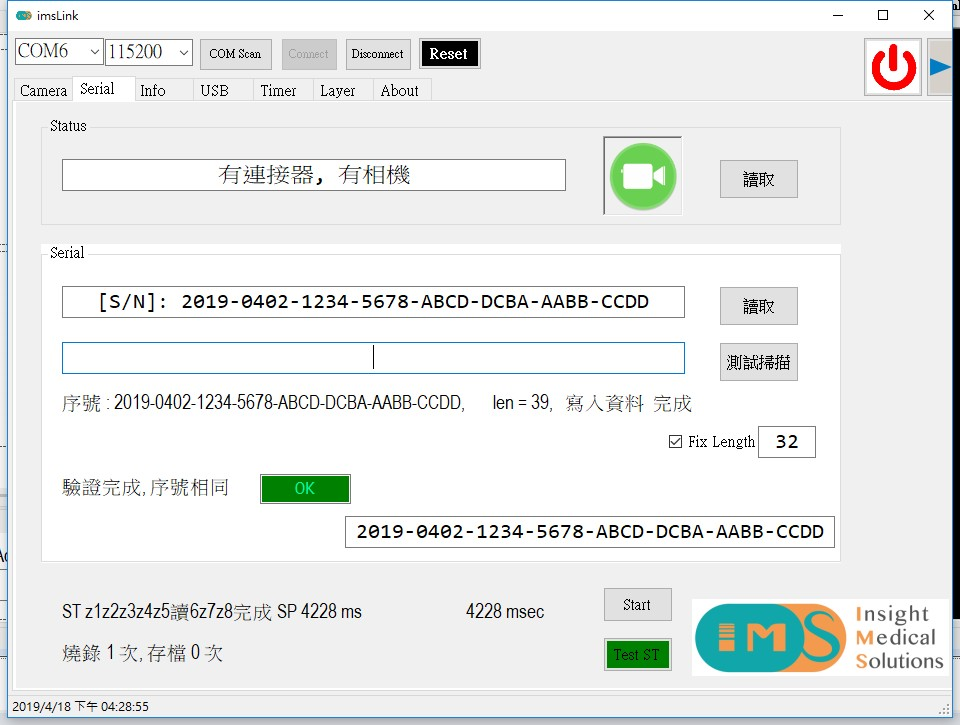 imsLink
COM6 115200 COM Scan Connect Disconnect Reset
Camera Serial Info USB Timer Layer About
Status
有連接器, 有相機 讀取
Serial
[S/N]: 2019-0402-1234-5678-ABCD-DCBA-AABB-CCDD 讀取
測試掃描
序號 : 2019-0402-1234-5678-ABCD-DCBA-AABB-CCDD, len = 39, 寫入資料 完成
Fix Length 32
驗證完成, 序號相同 OK
2019-0402-1234-5678-ABCD-DCBA-AABB-CCDD
ST z1z2z3z4z5讀6z7z8完成 SP 4228 ms 4228 msec Start
燒錄 1 次, 存檔 0 次 Test ST
iMS Insight
Medical
Solutions
2019/4/18 下午 04:28:55